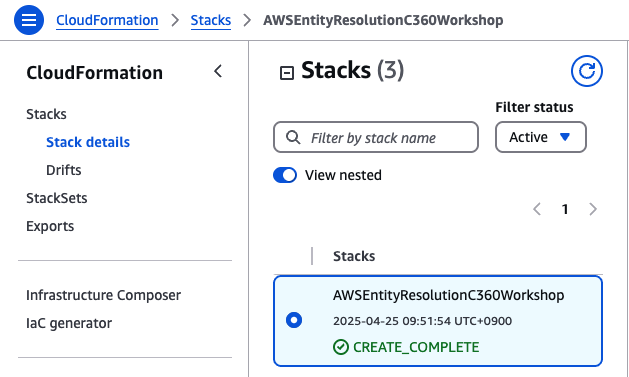 CloudFormation > Stacks > AWSEntityResolutionC360Workshop
CloudFormation
Stacks
Stack details
Drifts
StackSets
Exports
Infrastructure Composer
IaC generator
Stacks (3)
Filter status
Filter by stack name
Active
View nested
1
Stacks
AWSEntityResolutionC360Workshop
2025-04-25 09:51:54 UTC+0900
CREATE_COMPLETE